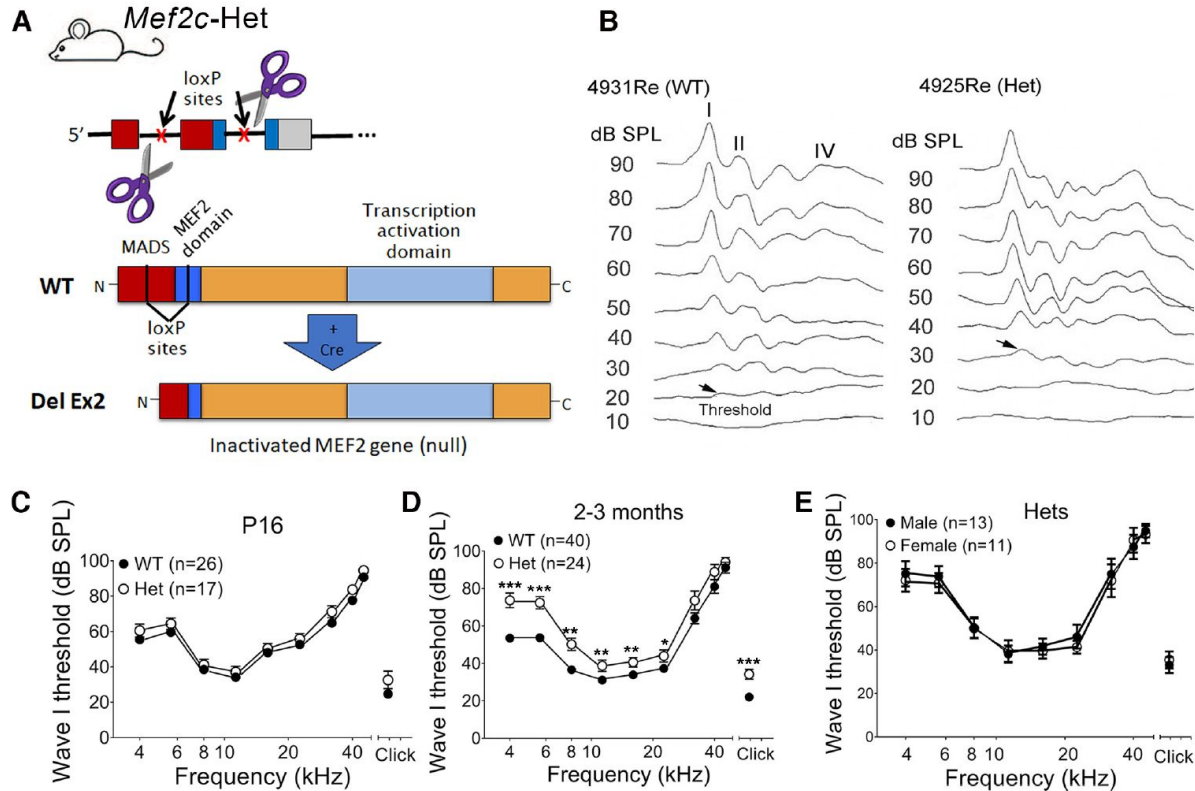 A
Mef2c-Het
loxP
sites
5’
X
X
...
MADS
MEF2
domain
Transcription
activation
domain
WT
N
C
loxP
sites
+
Cre
Del Ex2
N
C
Inactivated MEF2 gene (null)
B
4931Re (WT)
4925Re (Het)
dB SPL
I
II
IV
90
80
70
60
50
40
30
20
10
Threshold
dB SPL
90
80
70
60
50
40
30
20
10
C
P16
Wave I threshold (dB SPL)
100
80
60
40
20
0
WT (n=26)
Het (n=17)
4
6
8
10
20
40
Click
Frequency (kHz)
D
2-3 months
Wave I threshold (dB SPL)
100
80
60
40
20
0
WT (n=40)
Het (n=24)
***
***
**
**
**
*
***
4
6
8
10
20
40
Click
Frequency (kHz)
E
Hets
Wave I threshold (dB SPL)
100
80
60
40
20
0
Male (n=13)
Female (n=11)
4
6
8
10
20
40
Click
Frequency (kHz)